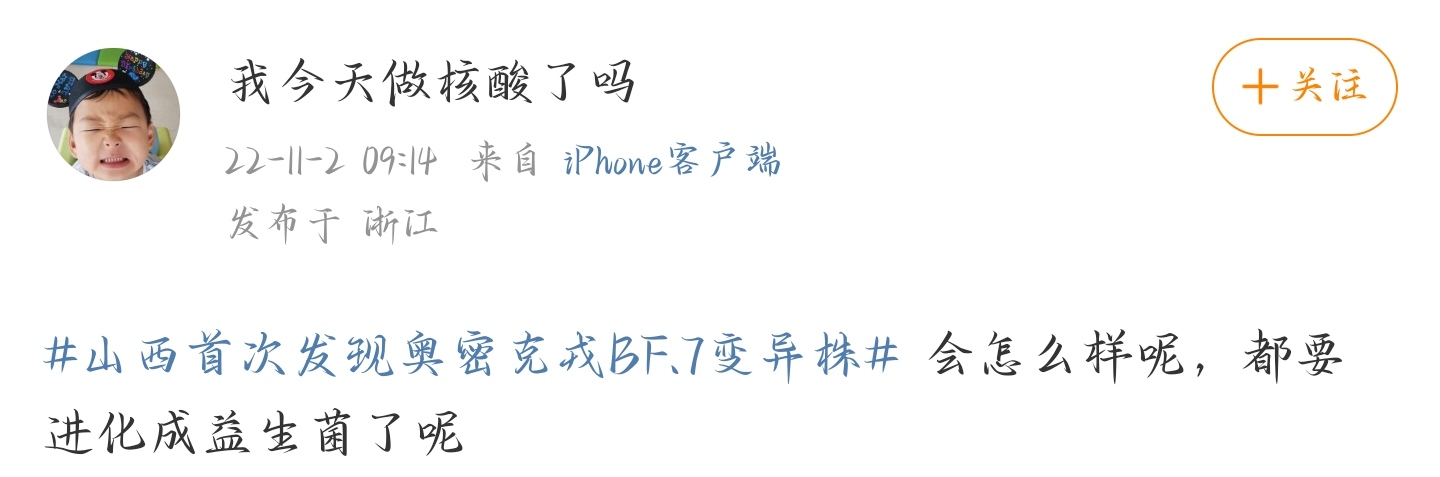 我今天做核酸了吗
+关注
22-11-2 09:14 来自 iPhone客户端
发布于 浙江
#山西首次发现奥密克戎BF.7变异株# 会怎么样呢，都要
进化成益生菌了呢